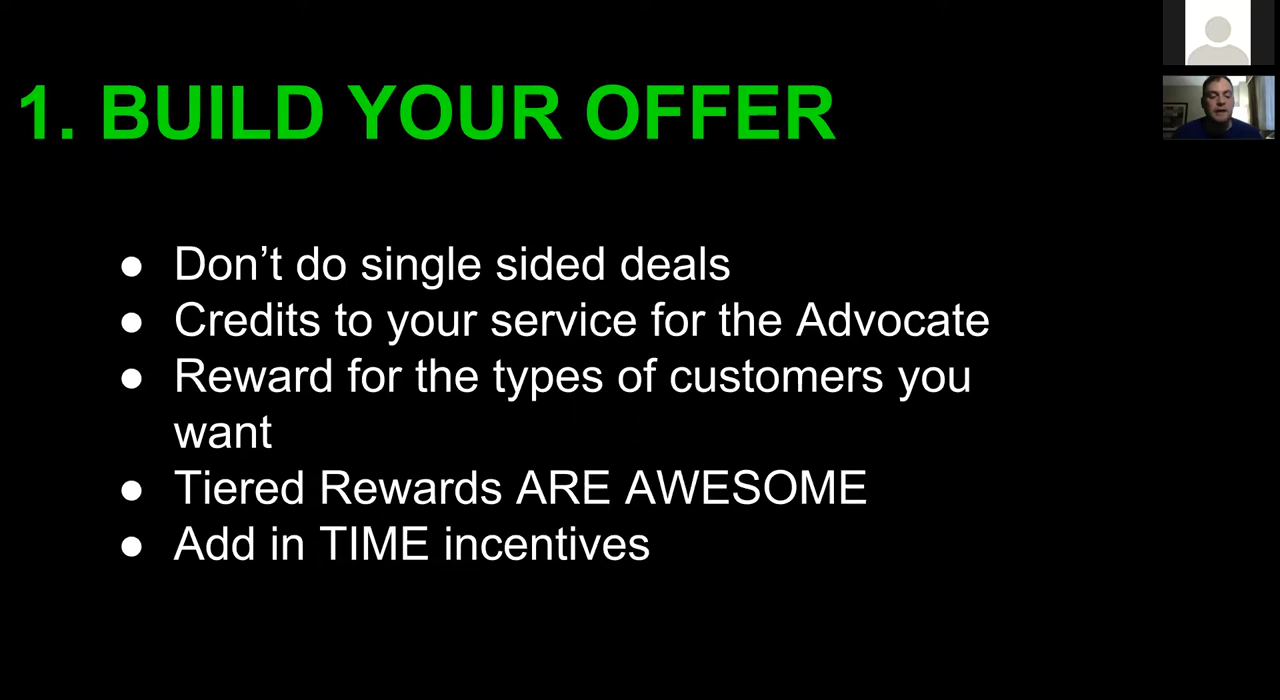 1. BUILD YOUR OFFER
● Don’t do single sided deals
● Credits to your service for the Advocate
● Reward for the types of customers you
want
● Tiered Rewards ARE AWESOME
● Add in TIME incentives